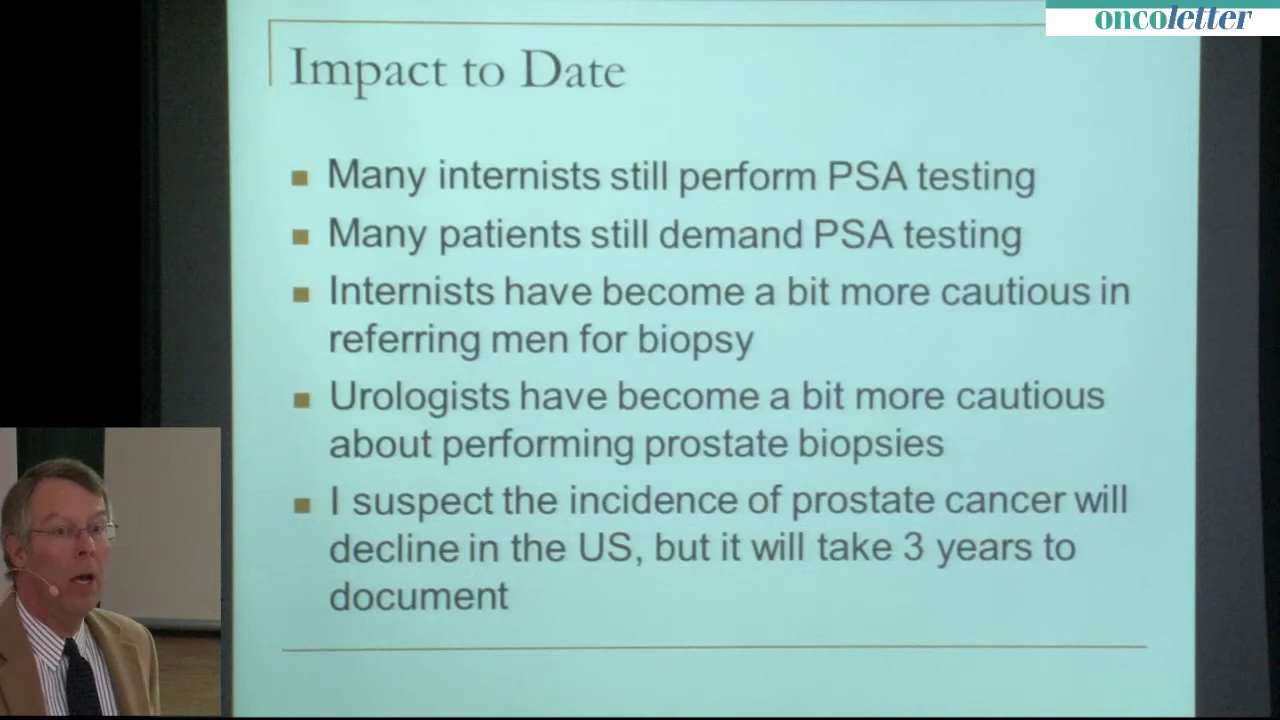 oncoletter
Impact to Date
Many internists still perform PSA testing
Many patients still demand PSA testing
Internists have become a bit more cautious in
referring men for biopsy
Urologists have become a bit more cautious
about performing prostate biopsies
I suspect the incidence of prostate cancer will
decline in the US, but it will take 3 years to
document